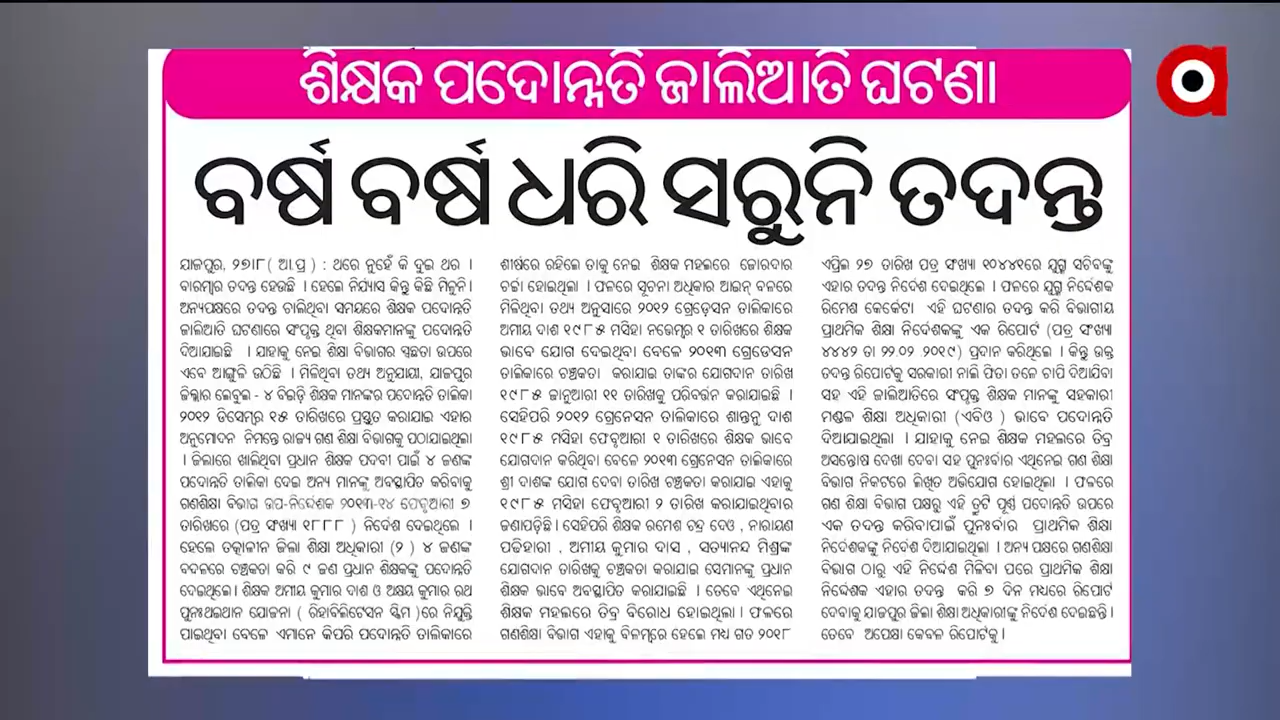 ଶିକ୍ଷକ ପଦୋନ୍ନତି ଜାଲିଆତି ଘଟଣା
ବର୍ଷ ବର୍ଷ ଧରି ସରୁନି ତଦନ୍ତ
ଯାଜପୁର, ୨୭।୮( ଆ.ପ୍ର ) : ଥରେ ନୁହେଁ କି ଦୁଇ ଥର ।
ବାରମ୍ବାର ତଦନ୍ତ ହେଉଛି । ହେଲେ ନିର୍ଯ୍ୟାସ କିନ୍ତୁ କିଛି ମିଳୁନି।
ଅନ୍ୟପକ୍ଷରେ ତଦନ୍ତ ଚାଲିଥିବା ସମୟରେ ଶିକ୍ଷକ ପଦୋନ୍ନତି
ଜାଲିଆତି ଘଟଣାରେ ସଂପୃକ୍ତ ଥିବା ଶିକ୍ଷକମାନଙ୍କୁ ପଦୋନ୍ନତି
ଦିଆଯାଇଛି । ଯାହାକୁ ନେଇ ଶିକ୍ଷା ବିଭାଗର ସ୍ୱଚ୍ଛତା ଉପରେ
ଏବେ ଆଙ୍ଗୁଳି ଉଠିଛି । ମିଳିଥିବା ତଥ୍ୟ ଅନୁଯାୟୀ, ଯାଜପୁର
ଜିଲ୍ଲାର ଲେବୁଲ - ୪ ବିଇଡ଼ି ଶିକ୍ଷକ ମାନଙ୍କର ପଦୋନ୍ନତି ତାଲିକା
୨୦୧୨ ଡିସେମ୍ବର ୧୫ ତାରିଖରେ ପ୍ରସ୍ତୁତ କରାଯାଇ ଏହାର
ଅନୁମୋଦନ ନିମନ୍ତେ ରାଜ୍ୟ ଗଣ ଶିକ୍ଷା ବିଭାଗକୁ ପଠାଯାଇଥିଲା
। ଜିଲାରେ ଖାଲିଥିବା ପ୍ରଧାନ ଶିକ୍ଷକ ପଦବୀ ପାଇଁ ୪ ଜଣଙ୍କ
ପଦୋନ୍ନତି ତାଲିକା ଦେଇ ଅନ୍ୟ ମାନଙ୍କୁ ଅବସ୍ଥାପିତ କରିବାକୁ
ଗଣଶିକ୍ଷା ବିଭାଗ ଉପ-ନିର୍ଦ୍ଦେଶକ ୨୦୧୩-୧୪ ଫେବୃଆରୀ ୭
ତାରିଖରେ (ପତ୍ର ସଂଖ୍ୟା ୧୮୮୮ ) ନିର୍ଦେଶ ଦେଇଥିଲେ ।
ହେଲେ ତତ୍କାଳୀନ ଜିଲା ଶିକ୍ଷା ଅଧିକାରୀ (୨ ) ୪ ଜଣଙ୍କ
ବଦଳରେ ଚଞ୍ଚକତା କରି ୯ ଜଣ ପ୍ରଧାନ ଶିକ୍ଷକଙ୍କୁ ପଦୋନ୍ନତି
ଦେଇଥିଲେ। ଶିକ୍ଷକ ଅମୀୟ କୁମାର ଦାଶ ଓ ଅକ୍ଷୟ କୁମାର ରଥ
ପୁନଃଥଇଥାନ ଯୋଜନା ( ରିହାବିଲିଟେସନ ସ୍କିମ )ରେ ନିଯୁକ୍ତି
ପାଇଥିବା ବେଳେ ଏମାନେ କିପରି ପଦୋନ୍ନତି ତାଲିକାରେ
ଶୀର୍ଷରେ ରହିଲେ ତାକୁ ନେଇ ଶିକ୍ଷକ ମହଲରେ ଜୋରଦାର
ଚର୍ଚ୍ଚା ହୋଇଥିଲା । ଫଳରେ ସୂଚନା ଅଧିକାର ଆଇନ୍ ବଳରେ
ମିଳିଥିବା ତଥ୍ୟ ଅନୁସାରେ ୨୦୧୨ ଗ୍ରେଡ଼େସନ ତାଲିକାରେ
ଅମୀୟ ଦାଶ ୧୯୮୫ ମସିହା ନଭେମ୍ବର ୧ ତାରିଖରେ ଶିକ୍ଷକ
ଭାବେ ଯୋଗ ଦେଇଥିବା ବେଳେ ୨୦୧୩ ଗ୍ରେଡେସନ
ତାଲିକାରେ ଚଞ୍ଚକତା କରାଯାଇ ତାଙ୍କର ଯୋଗଦାନ ତାରିଖ
୧୯୮୫ ଜାନୁଆରୀ ୧୧ ତାରିଖକୁ ପରିବର୍ତ୍ତନ କରାଯାଇଛି ।
ସେହିପରି ୨୦୧୨ ଗ୍ରେନେସନ ତାଲିକାରେ ଶାନ୍ତନୁ ଦାଶ
୧୯୮୫ ମସିହା ଫେବୃଆରୀ ୧ ତାରିଖରେ ଶିକ୍ଷକ ଭାବେ
ଯୋଗଦାନ କରିଥିବା ବେଳେ ୨୦୧୩ ଗ୍ରେନେସନ ତାଲିକାରେ
ଶ୍ରୀ ଦାଶଙ୍କ ଯୋଗ ଦେବା ତାରିଖ ଚଞ୍ଚକତା କରାଯାଇ ଏହାକୁ
୧୯୮୫ ମସିହା ଫେବୃଆରୀ ୨ ତାରିଖ କରାଯାଇଥିବାର
ଜଣାପଡ଼ିଛି। ସେହିପରି ଶିକ୍ଷକ ରମେଶ ଚନ୍ଦ୍ର ଦେଓ , ନାରାୟଣ
ପଢିହାରୀ , ଅମୀୟ କୁମାର ଦାସ , ସତ୍ୟାନନ୍ଦ ମିଶ୍ରଙ୍କ
ଯୋଗଦାନ ତାରିଖକୁ ଚଞ୍ଚକତା କରାଯାଇ ସେମାନଙ୍କୁ ପ୍ରଧାନ
ଶିକ୍ଷକ ଭାବେ ଅବସ୍ଥାପିତ କରାଯାଇଛି । ତେବେ ଏଥିନେଇ
ଶିକ୍ଷକ ମହଲରେ ତିବ୍ର ବିରୋଧ ହୋଇଥିଲା । ଫଳରେ
ଗଣଶିକ୍ଷା ବିଭାଗ ଏହାକୁ ବିଳମ୍ବରେ ହେଲେ ମଧ୍ୟ ଗତ ୨୦୧୮
ଏପ୍ରିଲ ୨୭ ତାରିଖ ପତ୍ର ସଂଖ୍ୟା ୧୦୪୪୧ରେ ଯୁଗ୍ମ ସଚିବଙ୍କୁ
ଏହାର ତଦନ୍ତ ନିର୍ଦେଶ ଦେଇଥିଲେ । ଫଳରେ ଯୁଗ୍ମ ନିର୍ଦ୍ଦେଶକ
ରିମେଶ କେର୍କେଟା ଏହି ଘଟଣାର ତଦନ୍ତ କରି ବିଭାଗୀୟ
ପ୍ରାଥମିକ ଶିକ୍ଷା ନିର୍ଦେଶକଙ୍କୁ ଏକ ରିପୋର୍ଟ (ପତ୍ର ସଂଖ୍ୟା
୪୪୪୨ ତା ୨୨.୦୨ .୨୦୧୯) ପ୍ରଦାନ କରିଥିଲେ । କିନ୍ତୁ ଉକ୍ତ
ତଦନ୍ତ ରିପୋର୍ଟକୁ ସରକାରୀ ନାଲି ଫିତା ତଳେ ଚାପି ଦିଆଯିବା
ସହ ଏହି ଜାଲିଆତିରେ ସଂପୃକ୍ତ ଶିକ୍ଷକ ମାନଙ୍କୁ ସହକାରୀ
ମଣ୍ଡଳ ଶିକ୍ଷା ଅଧିକାରୀ (ଏବିଓ ) ଭାବେ ପଦୋନ୍ନତି
ଦିଆଯାଇଥିଲା । ଯାହାକୁ ନେଇ ଶିକ୍ଷକ ମହଲରେ ତିବ୍ର
ଅସନ୍ତୋଷ ଦେଖା ଦେବା ସହ ପୁନଃର୍ବାର ଏଥିନେଇ ଗଣ ଶିକ୍ଷା
ବିଭାଗ ନିକଟରେ ଲିଖିତ ଅଭିଯୋଗ ହୋଇଥିଲା । ଫଳରେ
ଗଣ ଶିକ୍ଷା ବିଭାଗ ପକ୍ଷରୁ ଏହି ତ୍ରୁଟି ପୂର୍ଣ୍ଣ ପଦୋନ୍ନତି ଉପରେ
ଏକ ତଦନ୍ତ କରିବାପାଇଁ ପୁନଃର୍ବାର ପ୍ରାଥମିକ ଶିକ୍ଷା
ନିର୍ଦେଶକଙ୍କୁ ନିର୍ଦେଶ ଦିଆଯାଇଥିଲା । ଅନ୍ୟ ପକ୍ଷରେ ଗଣଶିକ୍ଷା
ବିଭାଗ ଠାରୁ ଏହି ନିର୍ଦ୍ଦେଶ ମିଳିବା ପରେ ପ୍ରାଥମିକ ଶିକ୍ଷା
ନିର୍ଦ୍ଦେଶକ ଏହାର ତଦନ୍ତ କରି ୭ ଦିନ ମଧ୍ୟରେ ରିପୋର୍ଟ
ଦେବାକୁ ଯାଜପୁର ଜିଲା ଶିକ୍ଷା ଅଧିକାରୀଙ୍କୁ ନିର୍ଦେଶ ଦେଇଛନ୍ତି।
ତେବେ ଅପେକ୍ଷା କେବଳ ରିପୋର୍ଟକୁ।